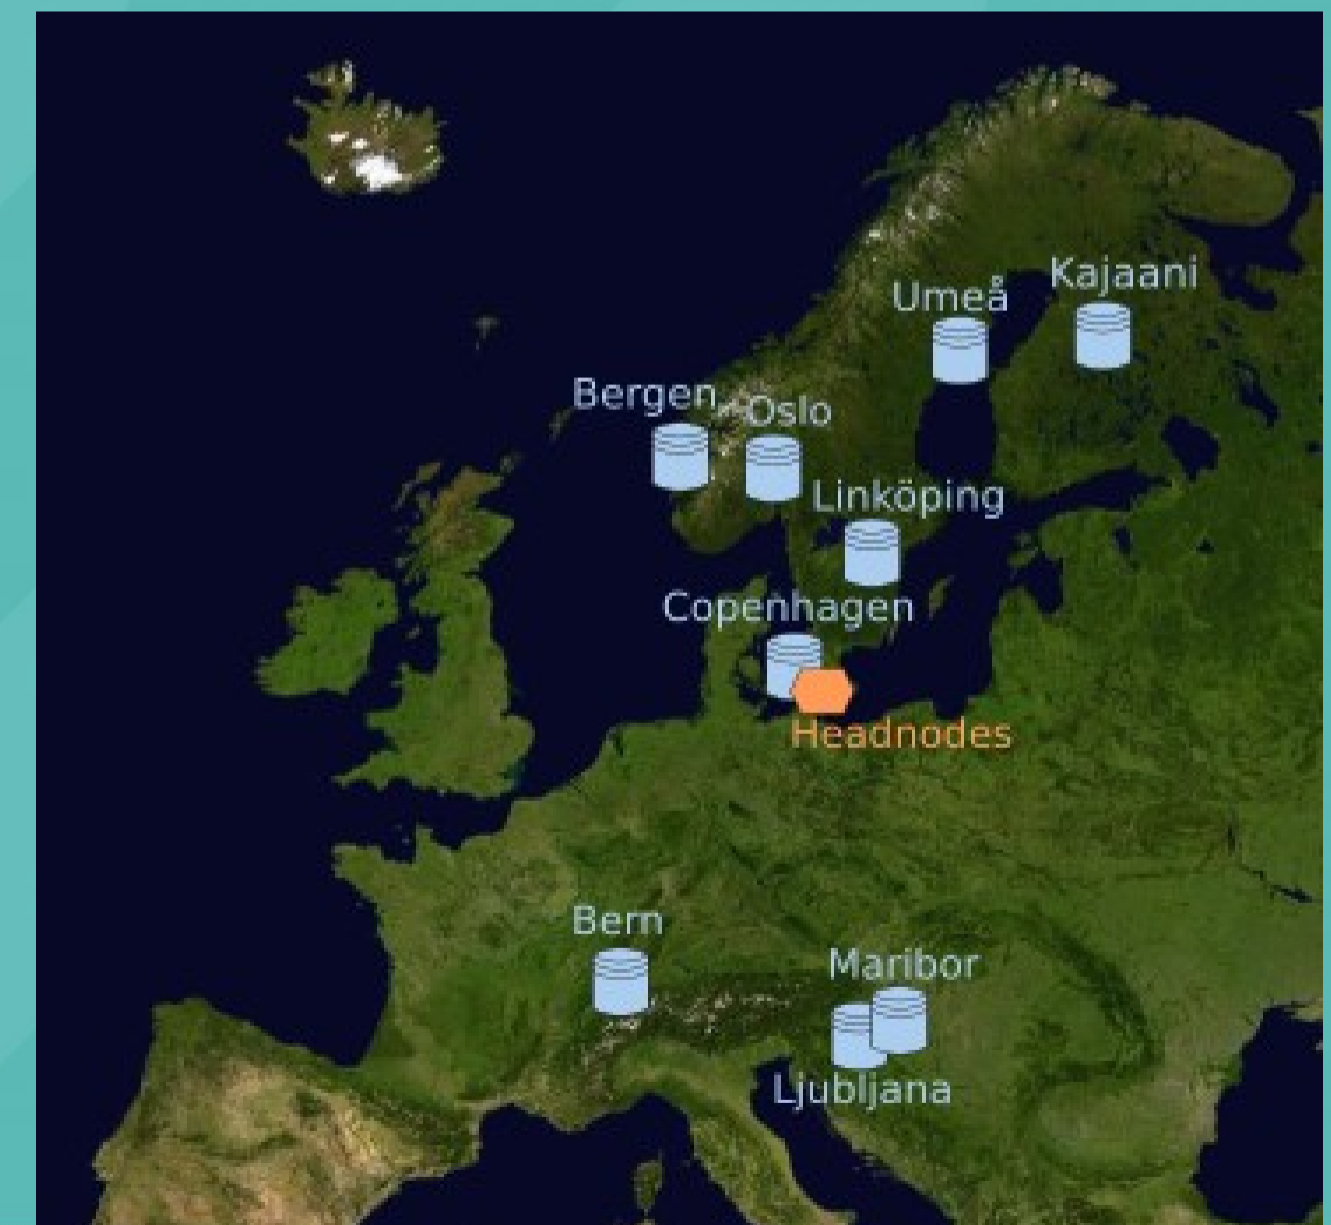 Kajaani
Umeå
Bergen
Oslo
Linköping
Copenhagen
Headnodes
Bern
Maribor
Ljubljana